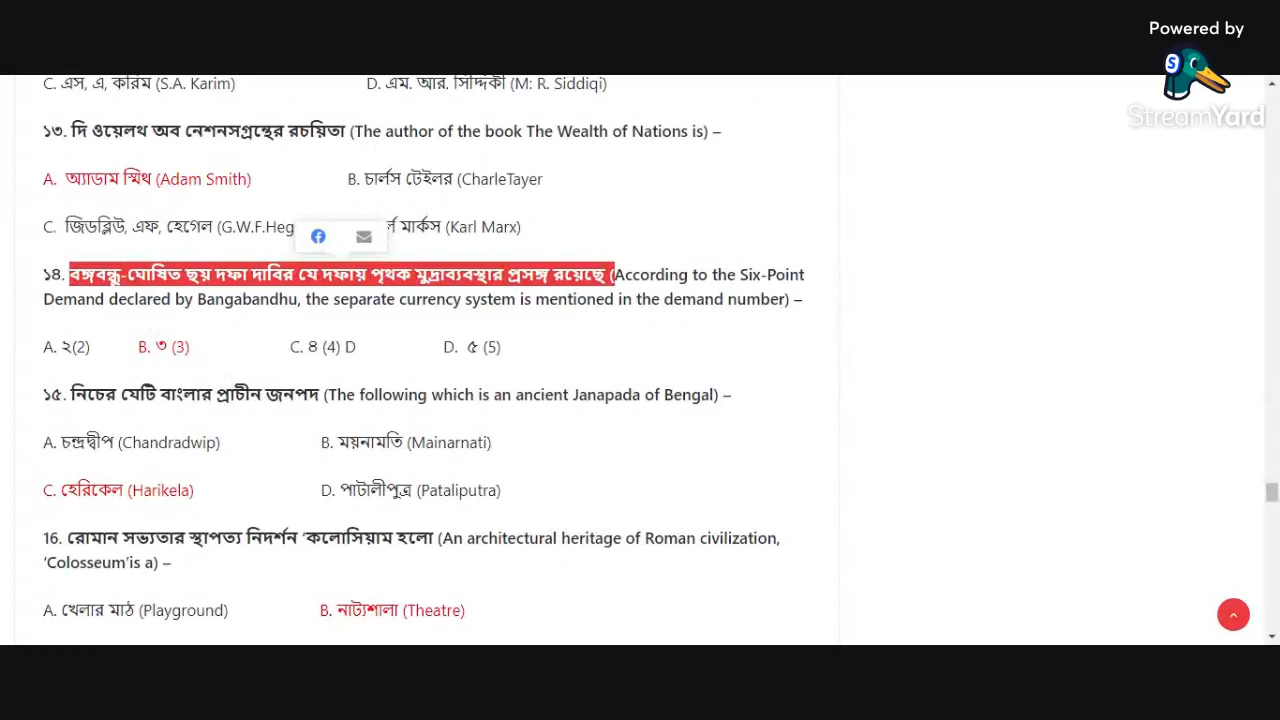 Powered by
StreamYard
C. এস, এ, করিম (S.A. Karim) D. এম. আর. সিদ্দিকী (M: R. Siddiqi)
১৩. দি ওয়েলথ অব নেশনসগ্রন্থের রচয়িতা (The author of the book The Wealth of Nations is) –
A. অ্যাডাম স্মিথ (Adam Smith) B. চার্লস টেইলর (CharleTayer
C. জিডব্লিউ, এফ, হেগেল (G.W.F.Heg মার্কস (Karl Marx)
১৪. বঙ্গবন্ধু-ঘোষিত ছয় দফা দাবির যে দফায় পৃথক মুদ্রাব্যবস্থার প্রসঙ্গ রয়েছে (According to the Six-Point
Demand declared by Bangabandhu, the separate currency system is mentioned in the demand number) –
A. ২(2) B. ৩ (3) C. ৪ (4) D D. ৫ (5)
১৫. নিচের যেটি বাংলার প্রাচীন জনপদ (The following which is an ancient Janapada of Bengal) –
A. চন্দ্রদ্বীপ (Chandradwip) B. ময়নামতি (Mainarnati)
C. হেরিকেল (Harikela) D. পাটালীপুত্র (Pataliputra)
16. রোমান সভ্যতার স্থাপত্য নিদর্শন ‘কলোসিয়াম হলো (An architectural heritage of Roman civilization,
‘Colosseum’is a) –
A. খেলার মাঠ (Playground) B. নাট্যশালা (Theatre)